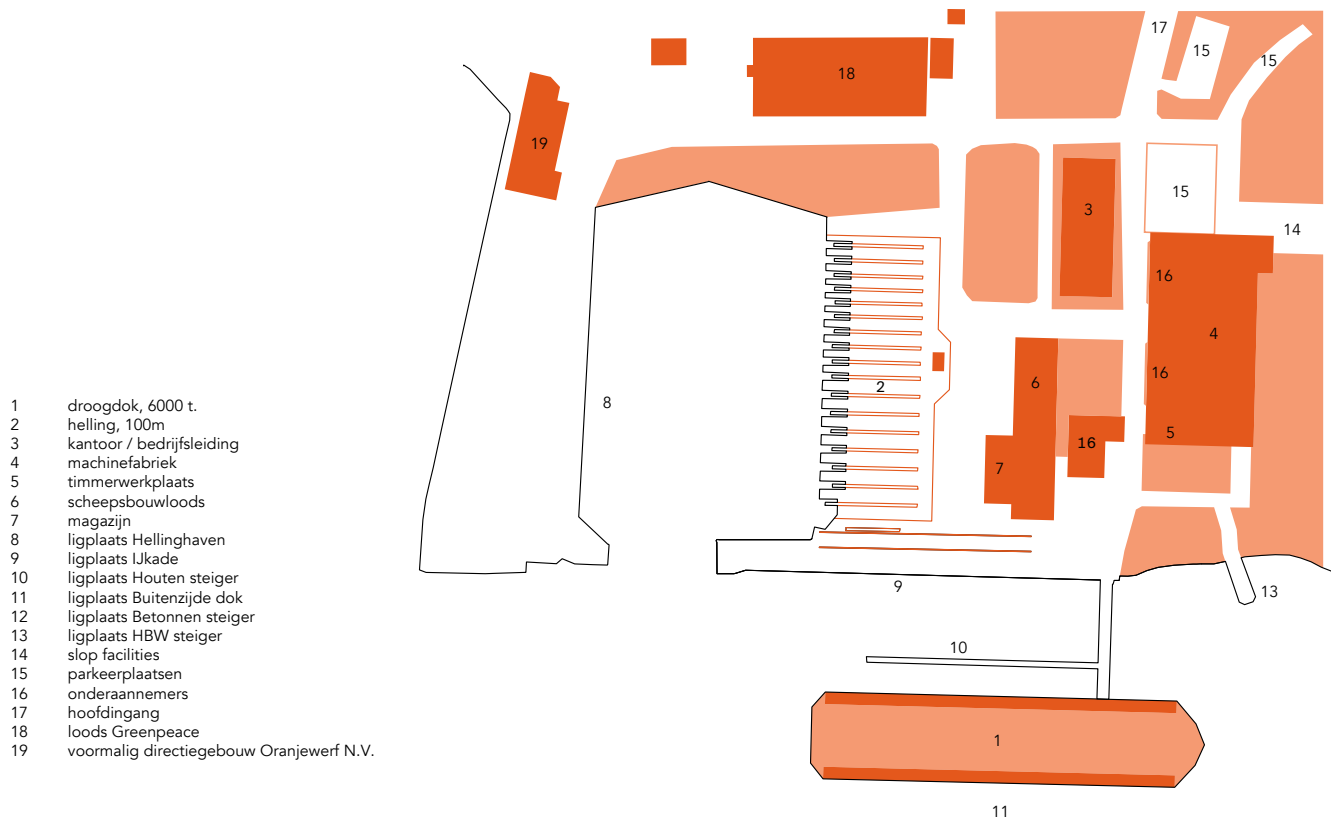 17
15
15
18
19
3
15
14
16
4
2
6
16
8
5
16
7
9
13
10
1
11
1 droogdok, 6000 t.
2 helling, 100m
3 kantoor / bedrijfsleiding
4 machinefabriek
5 timmerwerkplaats
6 scheepsbouwloods
7 magazijn
8 ligplaats Hellinghaven
9 ligplaats IJkade
10 ligplaats Houten steiger
11 ligplaats Buitenzijde dok
12 ligplaats Betonnen steiger
13 ligplaats HBW steiger
14 slop facilities
15 parkeerplaatsen
16 onderaannemers
17 hoofdingang
18 loods Greenpeace
19 voormalig directiegebouw Oranjewerf N.V.